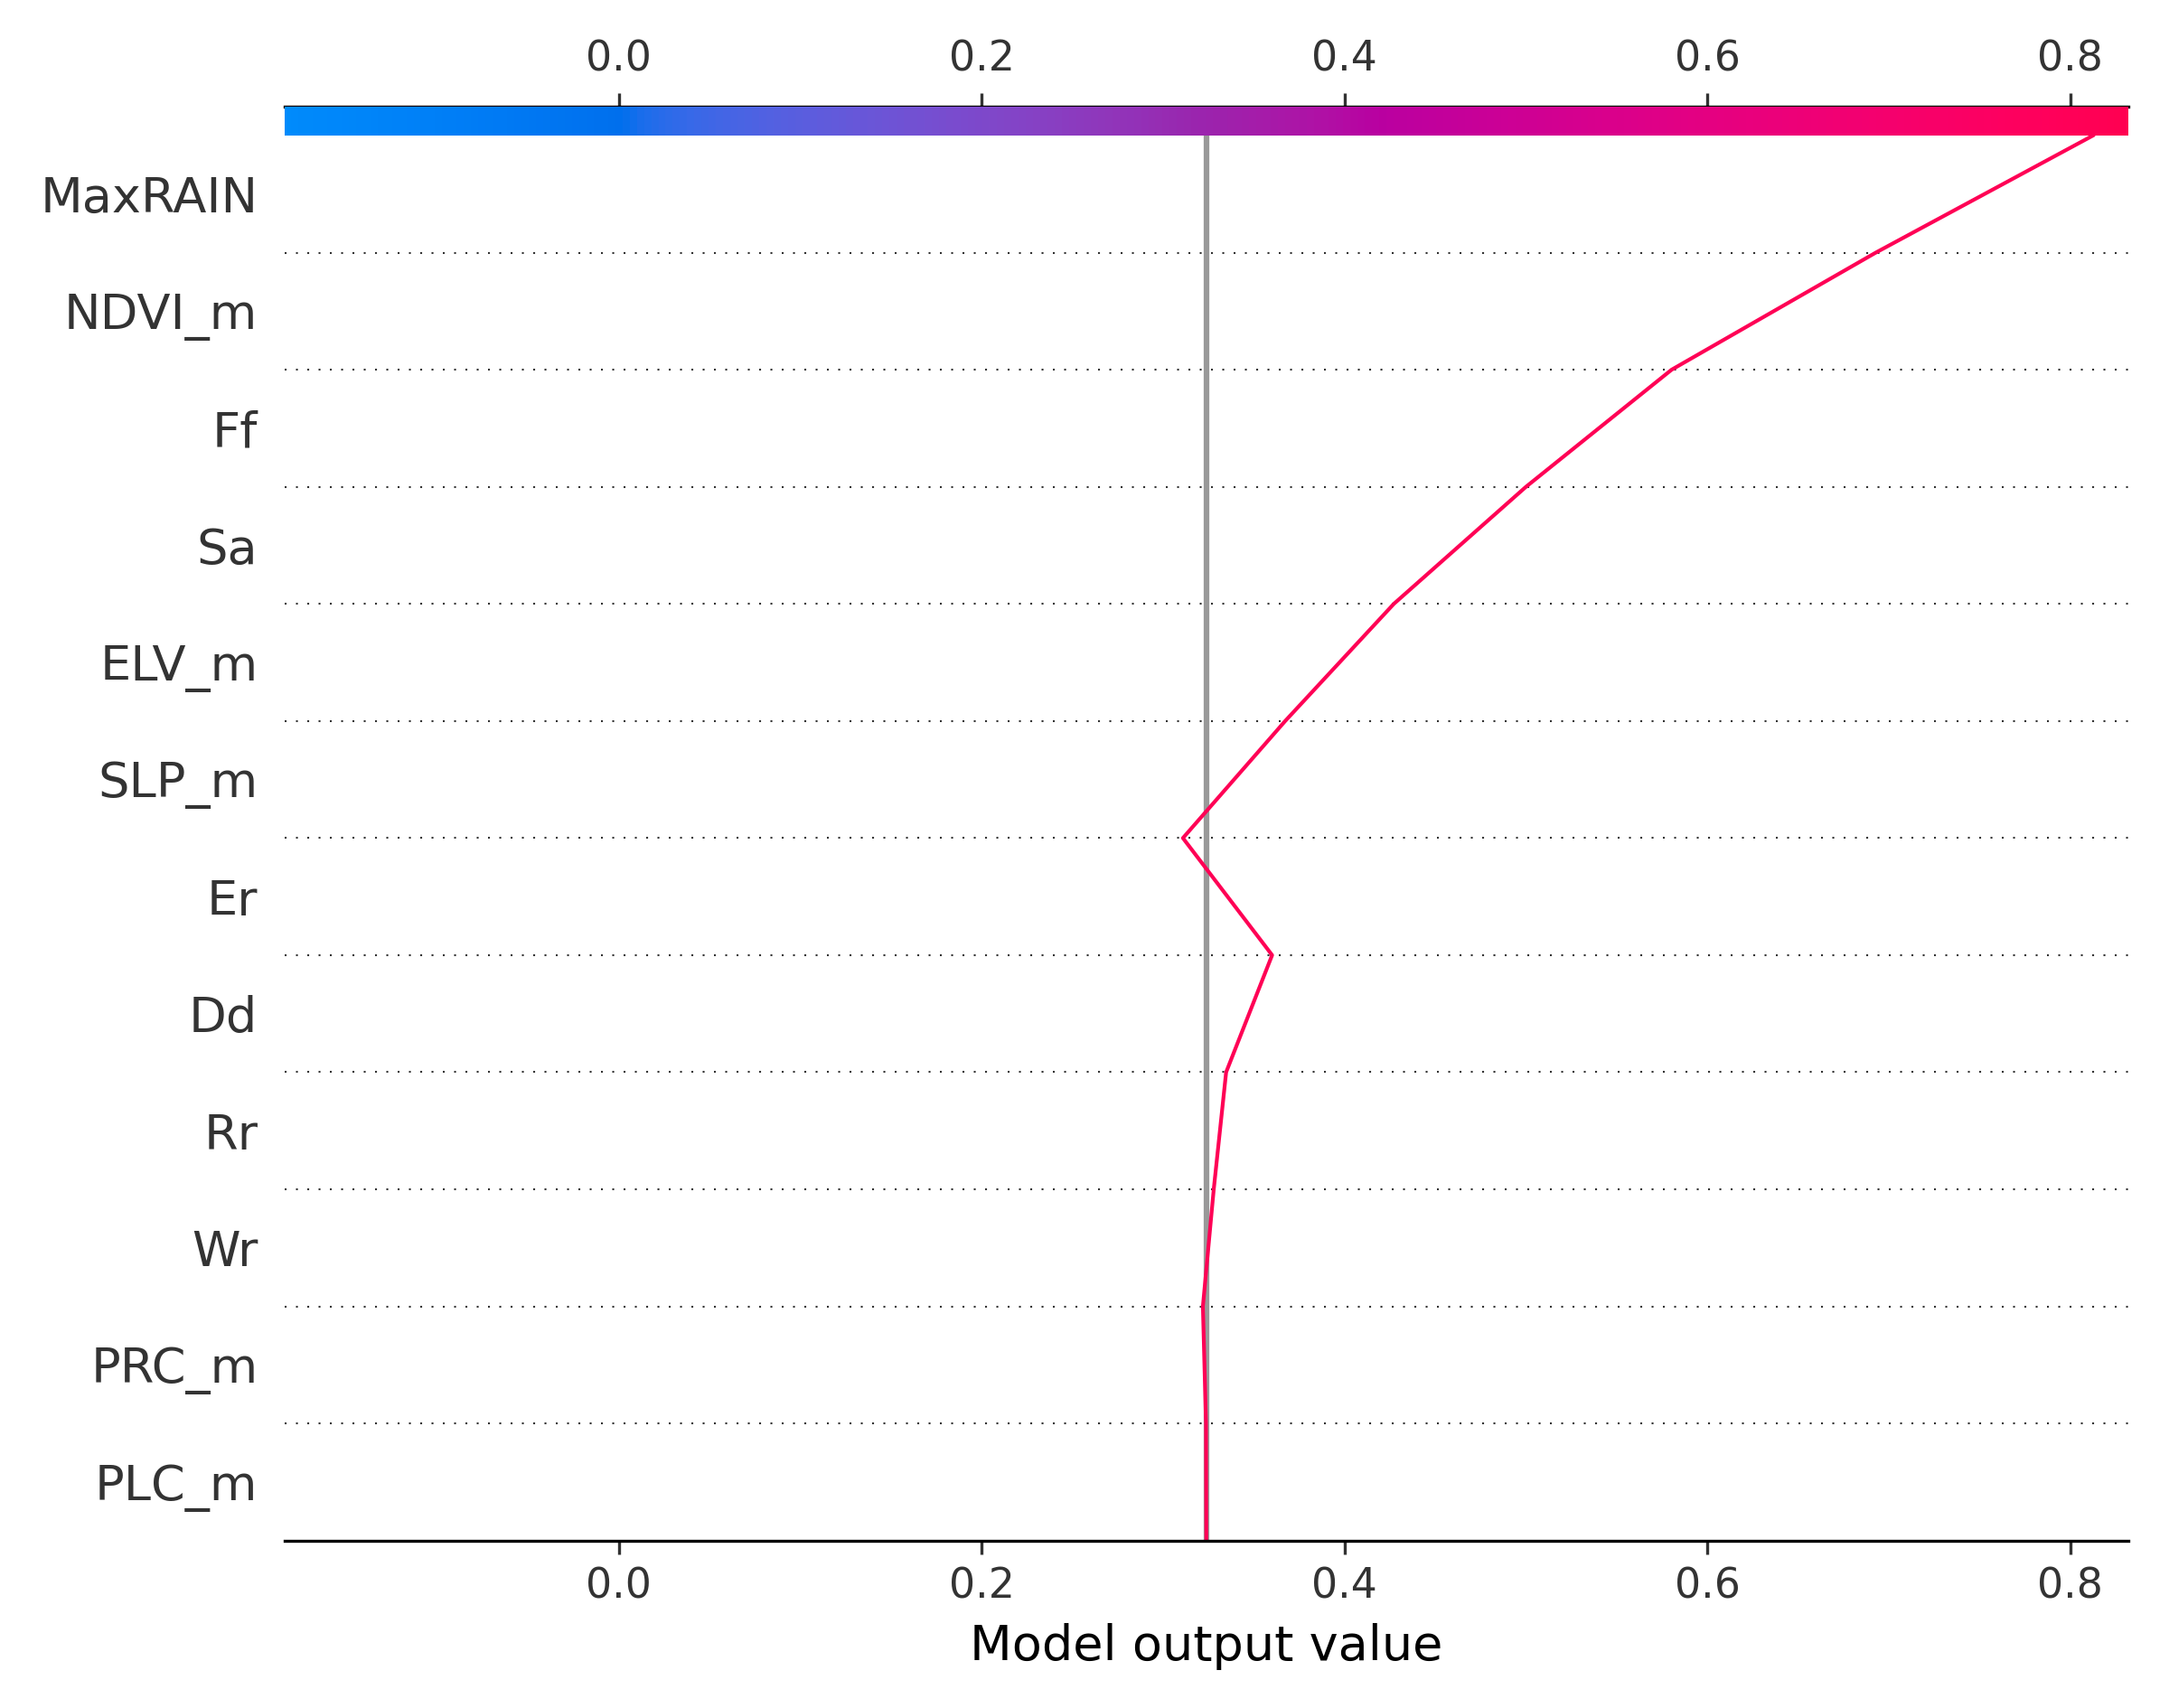 0.0 0.2 0.4 0.6 0.8
MaxRAIN
NDVI_m
Ff
Sa
ELV_m
SLP_m
Er
Dd
Rr
Wr
PRC_m
PLC_m
0.0 0.2 0.4 0.6 0.8
Model output value